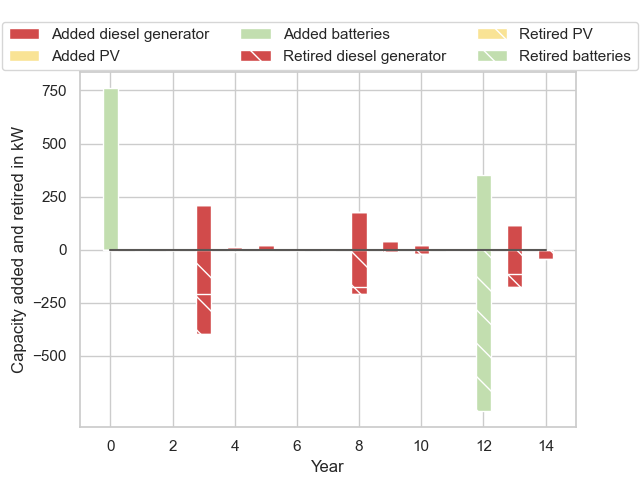 Added diesel generator Added batteries Retired PV
Added PV Retired diesel generator Retired batteries
Capacity added and retired in kW
750
500
250
0
−250
−500
0 2 4 6 8 10 12 14
Year